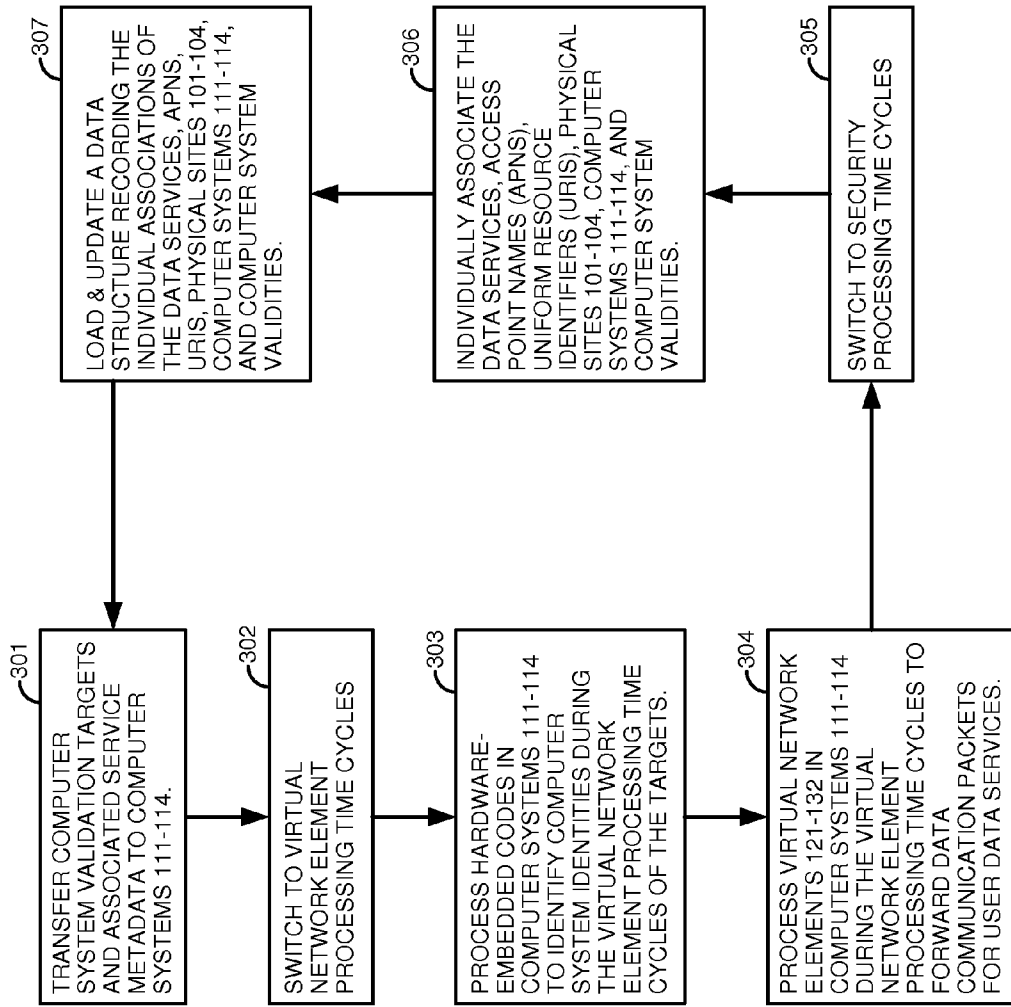 301
TRANSFER COMPUTER
SYSTEM VALIDATION TARGETS
AND ASSOCIATED SERVICE
METADATA TO COMPUTER
SYSTEMS 111-114.
302
SWITCH TO VIRTUAL
NETWORK ELEMENT
PROCESSING TIME CYCLES
303
PROCESS HARDWARE-
EMBEDDED CODES IN
COMPUTER SYSTEMS 111-114
TO IDENTIFY COMPUTER
SYSTEM IDENTITIES DURING
THE VIRTUAL NETWORK
ELEMENT PROCESSING TIME
CYCLES OF THE TARGETS.
304
PROCESS VIRTUAL NETWORK
ELEMENTS 121-132 IN
COMPUTER SYSTEMS 111-114
DURING THE VIRTUAL
NETWORK ELEMENT
PROCESSING TIME CYCLES TO
FORWARD DATA
COMMUNICATION PACKETS
FOR USER DATA SERVICES.
305
SWITCH TO SECURITY
PROCESSING TIME CYCLES
306
INDIVIDUALLY ASSOCIATE THE
DATA SERVICES, ACCESS
POINT NAMES (APNS),
UNIFORM RESOURCE
IDENTIFIERS (URIS), PHYSICAL
SITES 101-104, COMPUTER
SYSTEMS 111-114, AND
COMPUTER SYSTEM
VALIDITIES.
307
LOAD & UPDATE A DATA
STRUCTURE RECORDING THE
INDIVIDUAL ASSOCIATIONS OF
THE DATA SERVICES, APNS,
URIS, PHYSICAL SITES 101-104,
COMPUTER SYSTEMS 111-114,
AND COMPUTER SYSTEM
VALIDITIES.